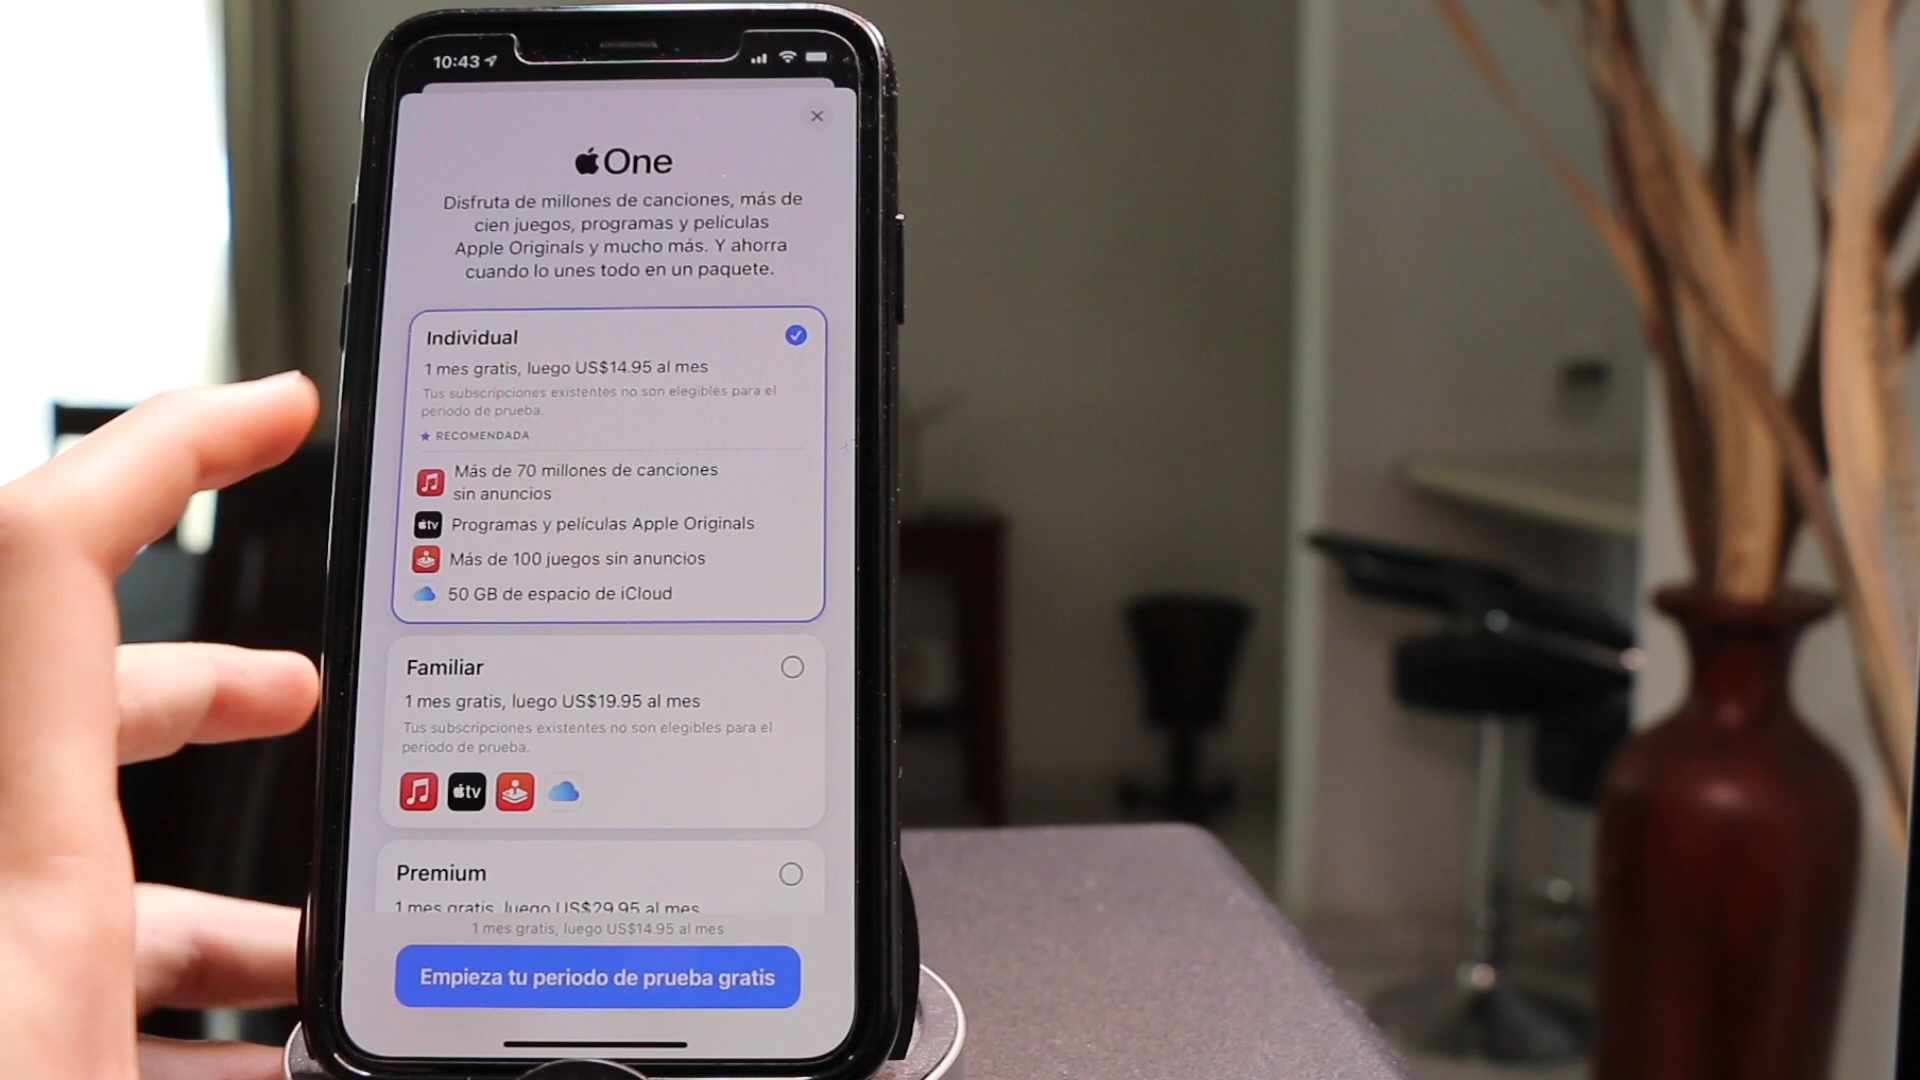 10:43
One
Disfruta de millones de canciones, más de
cien juegos, programas y películas
Apple Originals y mucho más. Y ahorra
cuando lo unes todo en un paquete.
Individual
1 mes gratis, luego US$14.95 al mes
Tus subscripciones existentes no son elegibles para el
periodo de prueba.
★ RECOMENDADA
Más de 70 millones de canciones
sin anuncios
tv Programas y películas Apple Originals
Más de 100 juegos sin anuncios
50 GB de espacio de iCloud
Familiar
1 mes gratis, luego US$19.95 al mes
Tus subscripciones existentes no son elegibles para el
periodo de prueba.
tv
Premium
1 mes gratis, luego US$29.95 al mes
1 mes gratis, luego US$14.95 al mes
Empieza tu periodo de prueba gratis